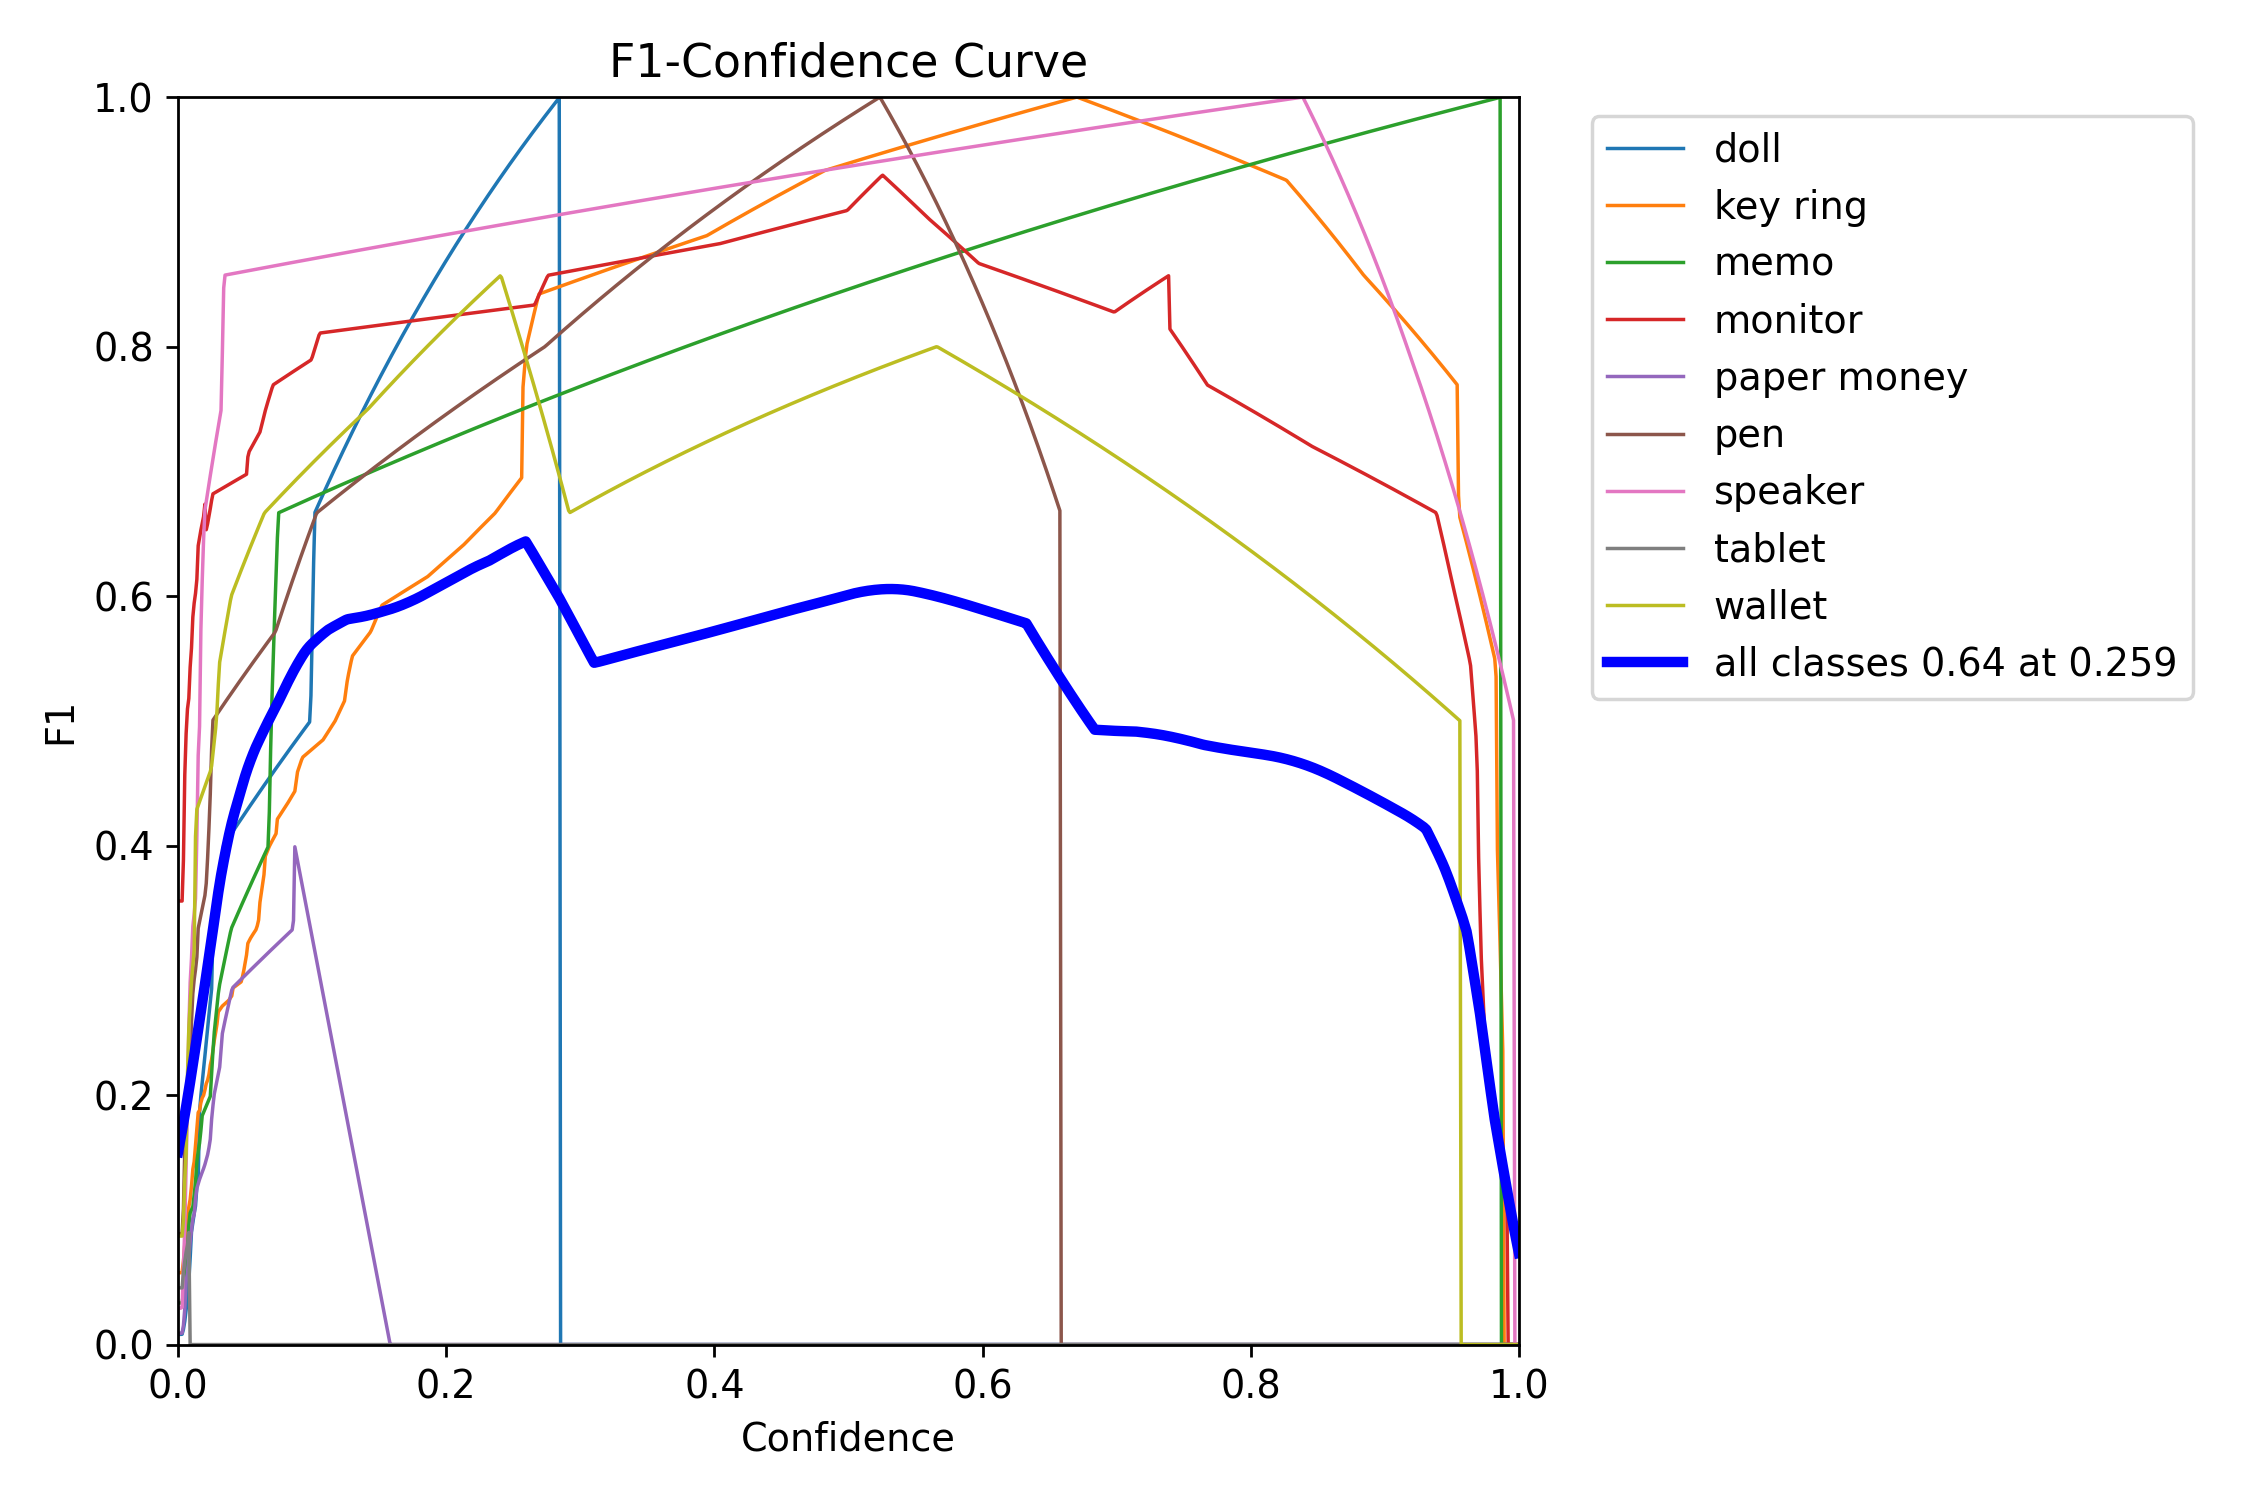 F1-Confidence Curve
1.0
0.8
0.6
0.4
0.2
0.0
F1
0.0 0.2 0.4 0.6 0.8 1.0
Confidence
doll
key ring
memo
monitor
paper money
pen
speaker
tablet
wallet
all classes 0.64 at 0.259